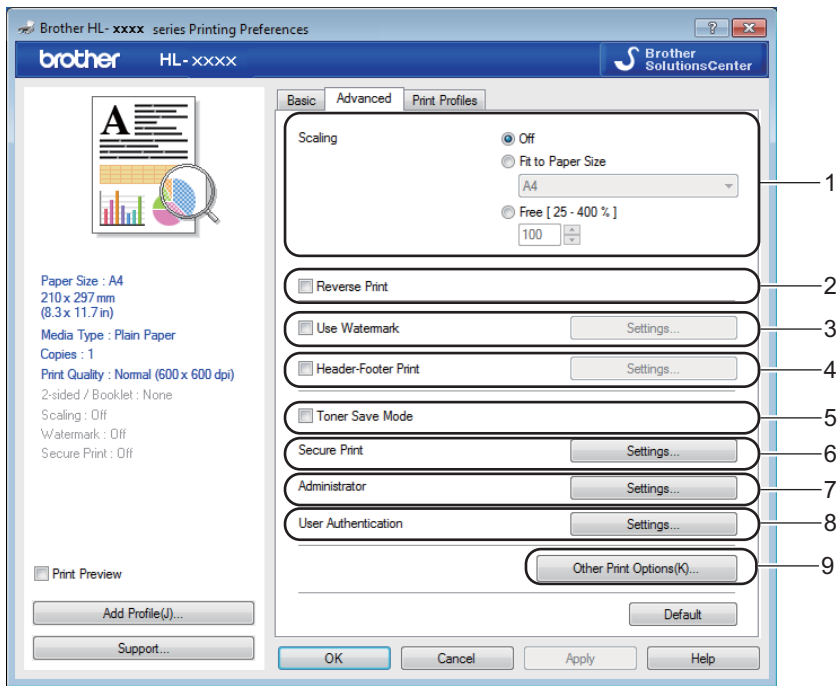 Brother HL- xxxx series Printing Preferences
brother HL-xxxx
Brother
SolutionsCenter
Basic Advanced Print Profiles
A
Scaling
Off
Fit to Paper Size
A4
Free [ 25 - 400 % ]
100
1
Reverse Print
2
Use Watermark Settings...
3
Header-Footer Print Settings...
4
Toner Save Mode
5
Secure Print Settings...
6
Administrator Settings...
7
User Authentication Settings...
8
Other Print Options(K)...
9
Default
Paper Size : A4
210 x 297 mm
(8.3 x 11.7 in)
Media Type : Plain Paper
Copies : 1
Print Quality : Normal (600 x 600 dpi)
2-sided / Booklet : None
Scaling : Off
Watermark : Off
Secure Print : Off
Print Preview
Add Profile(J)...
Support...
OK Cancel Apply Help